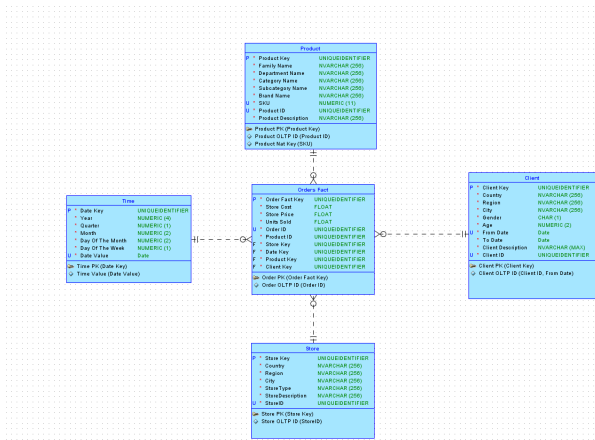 Product
P * Product Key UNIQUEIDENTIFIER
* Family Name NVARCHAR (256)
* Department Name NVARCHAR (256)
* Category Name NVARCHAR (256)
* Subcategory Name NVARCHAR (256)
* Brand Name NVARCHAR (256)
U * SKU NUMERIC (11)
U * Product ID UNIQUEIDENTIFIER
* Product Description NVARCHAR (256)
Product PK (Product Key)
Product OLTP ID (Product ID)
Product Nat Key (SKU)
Time
P * Date Key UNIQUEIDENTIFIER
* Year NUMERIC (4)
* Quarter NUMERIC (1)
* Month NUMERIC (2)
* Day Of The Month NUMERIC (2)
* Day Of The Week NUMERIC (1)
U * Date Value Date
Time PK (Date Key)
Time Value (Date Value)
Orders Fact
P * Order Fact Key UNIQUEIDENTIFIER
* Store Cost FLOAT
* Store Price FLOAT
* Units Sold FLOAT
U * Order ID UNIQUEIDENTIFIER
* Product ID UNIQUEIDENTIFIER
F * Store Key UNIQUEIDENTIFIER
F * Date Key UNIQUEIDENTIFIER
F * Product Key UNIQUEIDENTIFIER
F * Client Key UNIQUEIDENTIFIER
Order PK (Order Fact Key)
Order OLTP ID (Order ID)
Client
P * Client Key UNIQUEIDENTIFIER
* Country NVARCHAR (256)
* Region NVARCHAR (256)
* City NVARCHAR (256)
* Gender CHAR (1)
* Age NUMERIC (2)
U * From Date Date
* To Date Date
* Client Description NVARCHAR (MAX)
U * Client ID UNIQUEIDENTIFIER
Client PK (Client Key)
Client OLTP ID (Client ID, From Date)
Store
P * Store Key UNIQUEIDENTIFIER
* Country NVARCHAR (256)
* Region NVARCHAR (256)
* City NVARCHAR (256)
* StoreType NVARCHAR (256)
* StoreDescription NVARCHAR (256)
U * StoreID UNIQUEIDENTIFIER
Store PK (Store Key)
Store OLTP ID (StoreID)